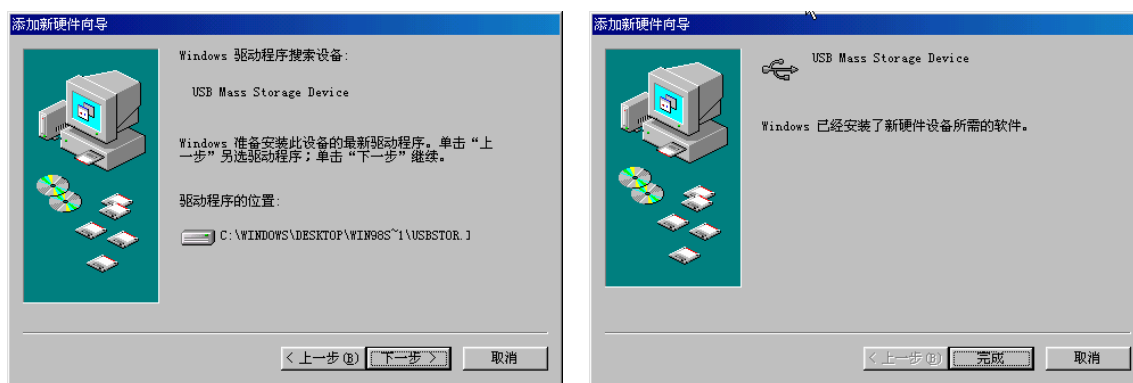 添加新硬件向导
Windows 驱动程序搜索设备:
USB Mass Storage Device
Windows 准备安装此设备的最新驱动程序。单击“上
一步”另选驱动程序；单击“下一步”继续。
驱动程序的位置:
C:\WINDOWS\DESKTOP\WIN98S~1\USBSTOR.I
< 上一步(B)
下一步 >
取消
添加新硬件向导
USB Mass Storage Device
Windows 已经安装了新硬件设备所需的软件。
< 上一步(B)
完成
取消